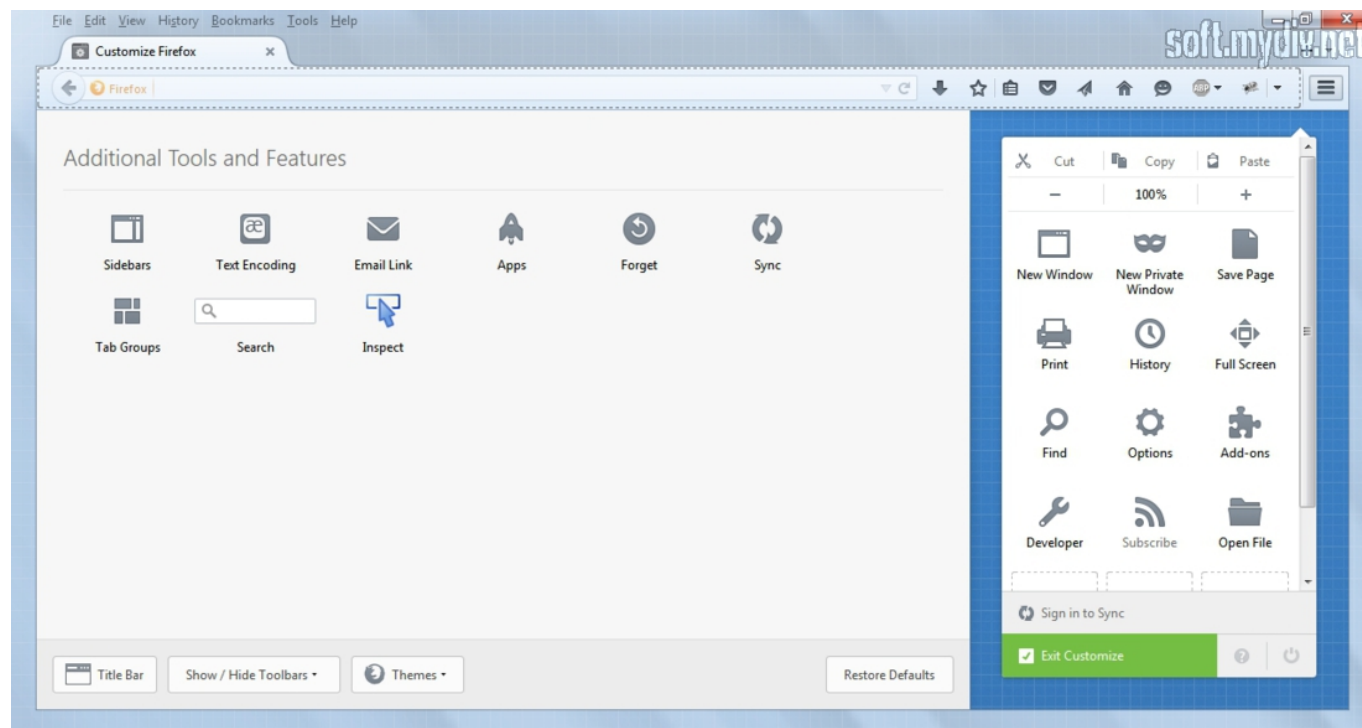 File Edit View History Bookmarks Tools Help
soft.mydiv.net
Customize Firefox
Firefox
ABP
Additional Tools and Features
Cut Copy Paste
100%
æ
Sidebars Text Encoding Email Link Apps Forget Sync
New Window New Private Window Save Page
Tab Groups Search Inspect
Print History Full Screen
Find Options Add-ons
Developer Subscribe Open File
Sign in to Sync
Exit Customize
Title Bar Show / Hide Toolbars Themes Restore Defaults